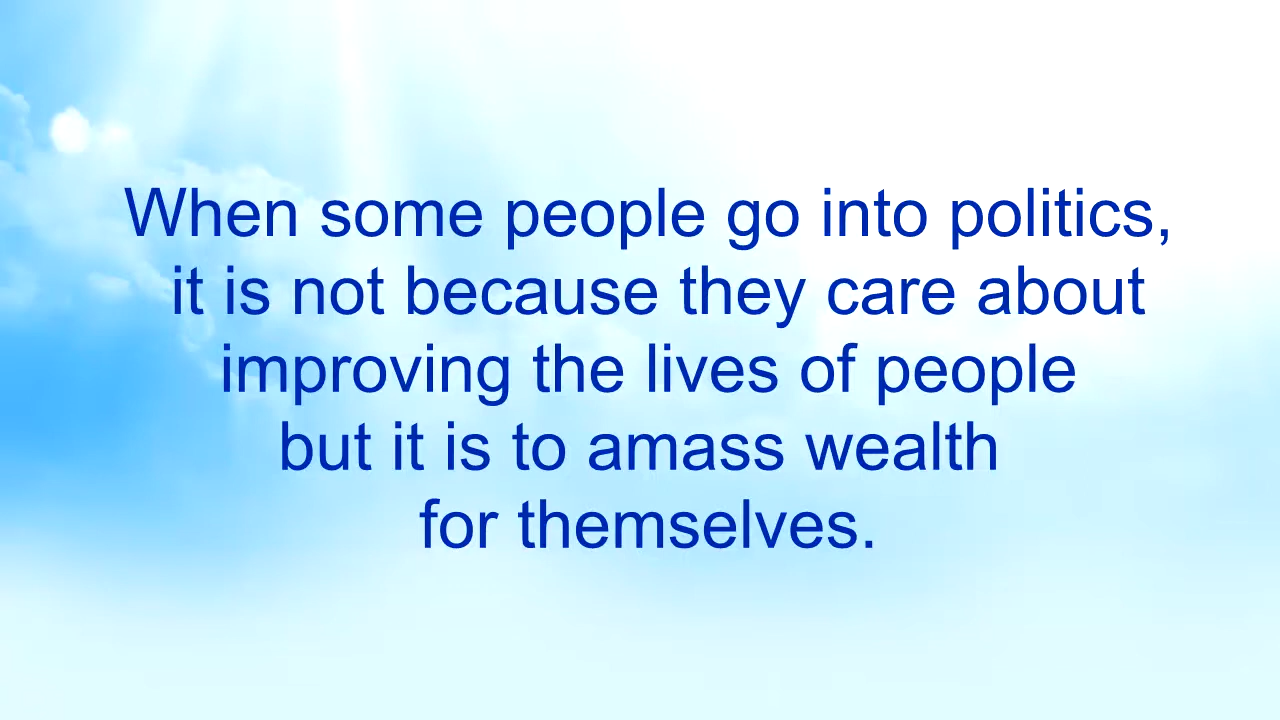 When some people go into politics,
it is not because they care about
improving the lives of people
but it is to amass wealth
for themselves.